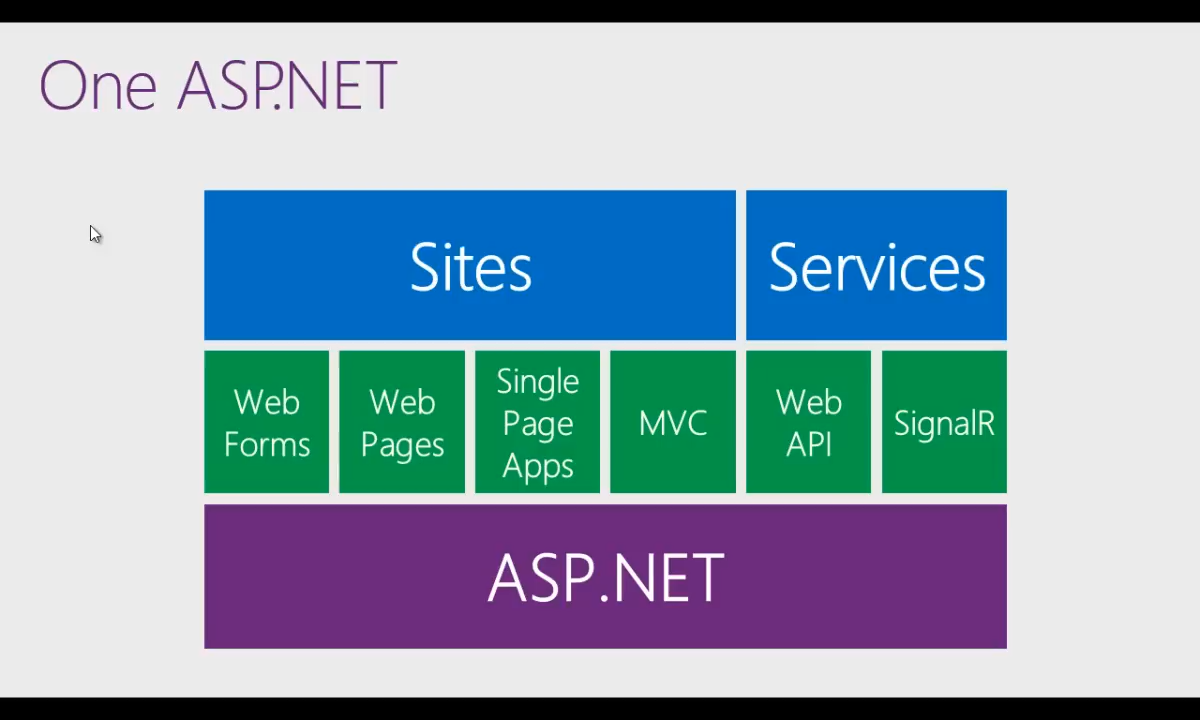 One ASP.NET
Sites
Services
Web
Forms
Web
Pages
Single
Page
Apps
MVC
Web
API
SignalR
ASP.NET